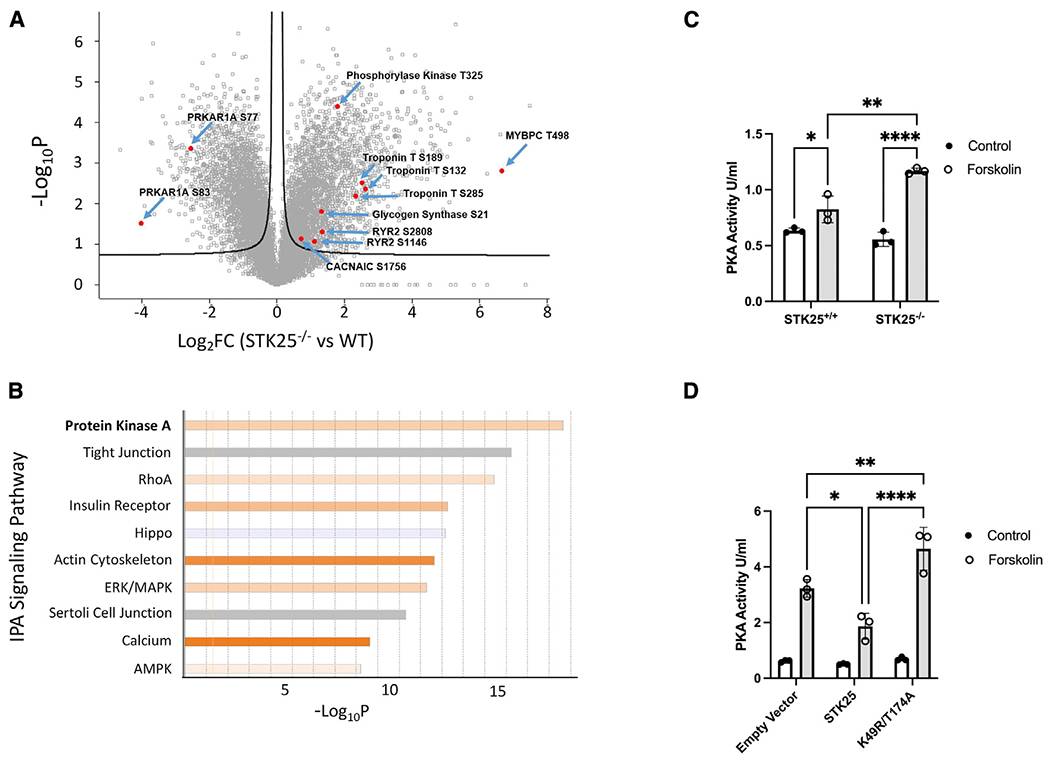 A
-Log10P
6
5
4
3
2
1
0
Phosphorylase Kinase T325
PRKAR1A S77
MYBPC T498
Troponin T S189
Troponin T S132
PRKAR1A S83
Troponin T S285
Glycogen Synthase S21
RYR2 S2808
RYR2 S1146
CACNAIC S1756
-4
-2
0
2
4
6
8
Log2FC (STK25-/- vs WT)
B
IPA Signaling Pathway
Protein Kinase A
Tight Junction
RhoA
Insulin Receptor
Hippo
Actin Cytoskeleton
ERK/MAPK
Sertoli Cell Junction
Calcium
AMPK
5
10
15
-Log10P
C
PKA Activity U/ml
1.5
1.0
0.5
0.0
**
*
****
Control
Forskolin
STK25+/+
STK25-/-
D
PKA Activity U/ml
6
4
2
0
**
*
****
Control
Forskolin
Empty Vector
STK25
K49R/T174A